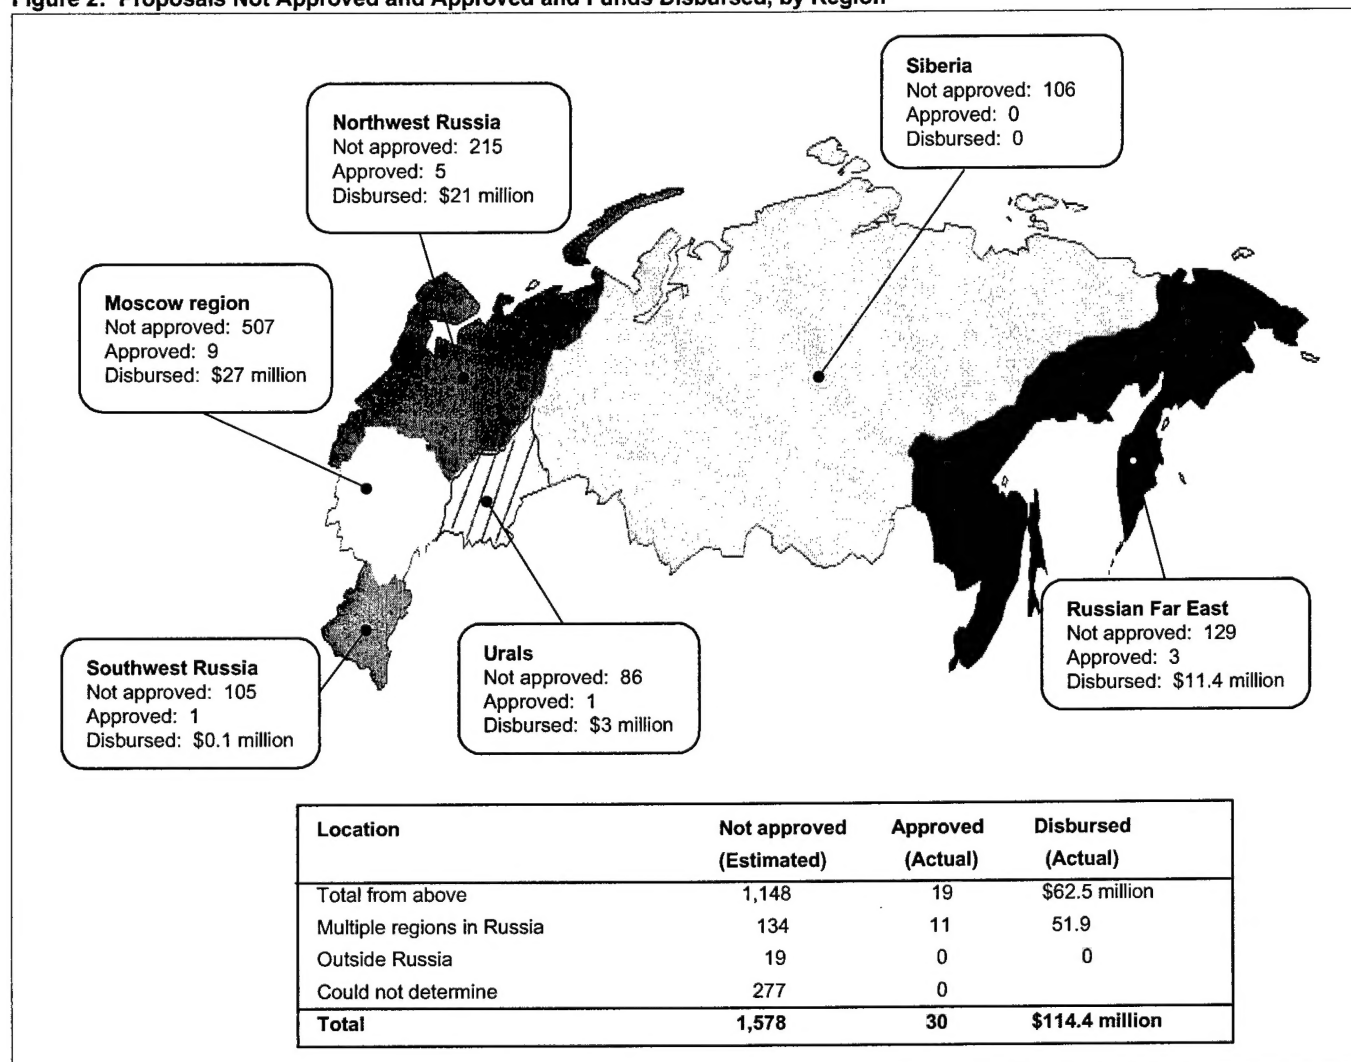 Figure 2: Proposals Not Approved and Approved and Funds Disbursed, by Region
Siberia
Not approved: 106
Approved: 0
Disbursed: 0
Northwest Russia
Not approved: 215
Approved: 5
Disbursed: $21 million
Moscow region
Not approved: 507
Approved: 9
Disbursed: $27 million
Russian Far East
Not approved: 129
Approved: 3
Disbursed: $11.4 million
Urals
Not approved: 86
Approved: 1
Disbursed: $3 million
Southwest Russia
Not approved: 105
Approved: 1
Disbursed: $0.1 million
Location Not approved Approved Disbursed
(Estimated) (Actual) (Actual)
Total from above 1,148 19 $62.5 million
Multiple regions in Russia 134 11 51.9
Outside Russia 19 0 0
Could not determine 277 0
Total 1,578 30 $114.4 million